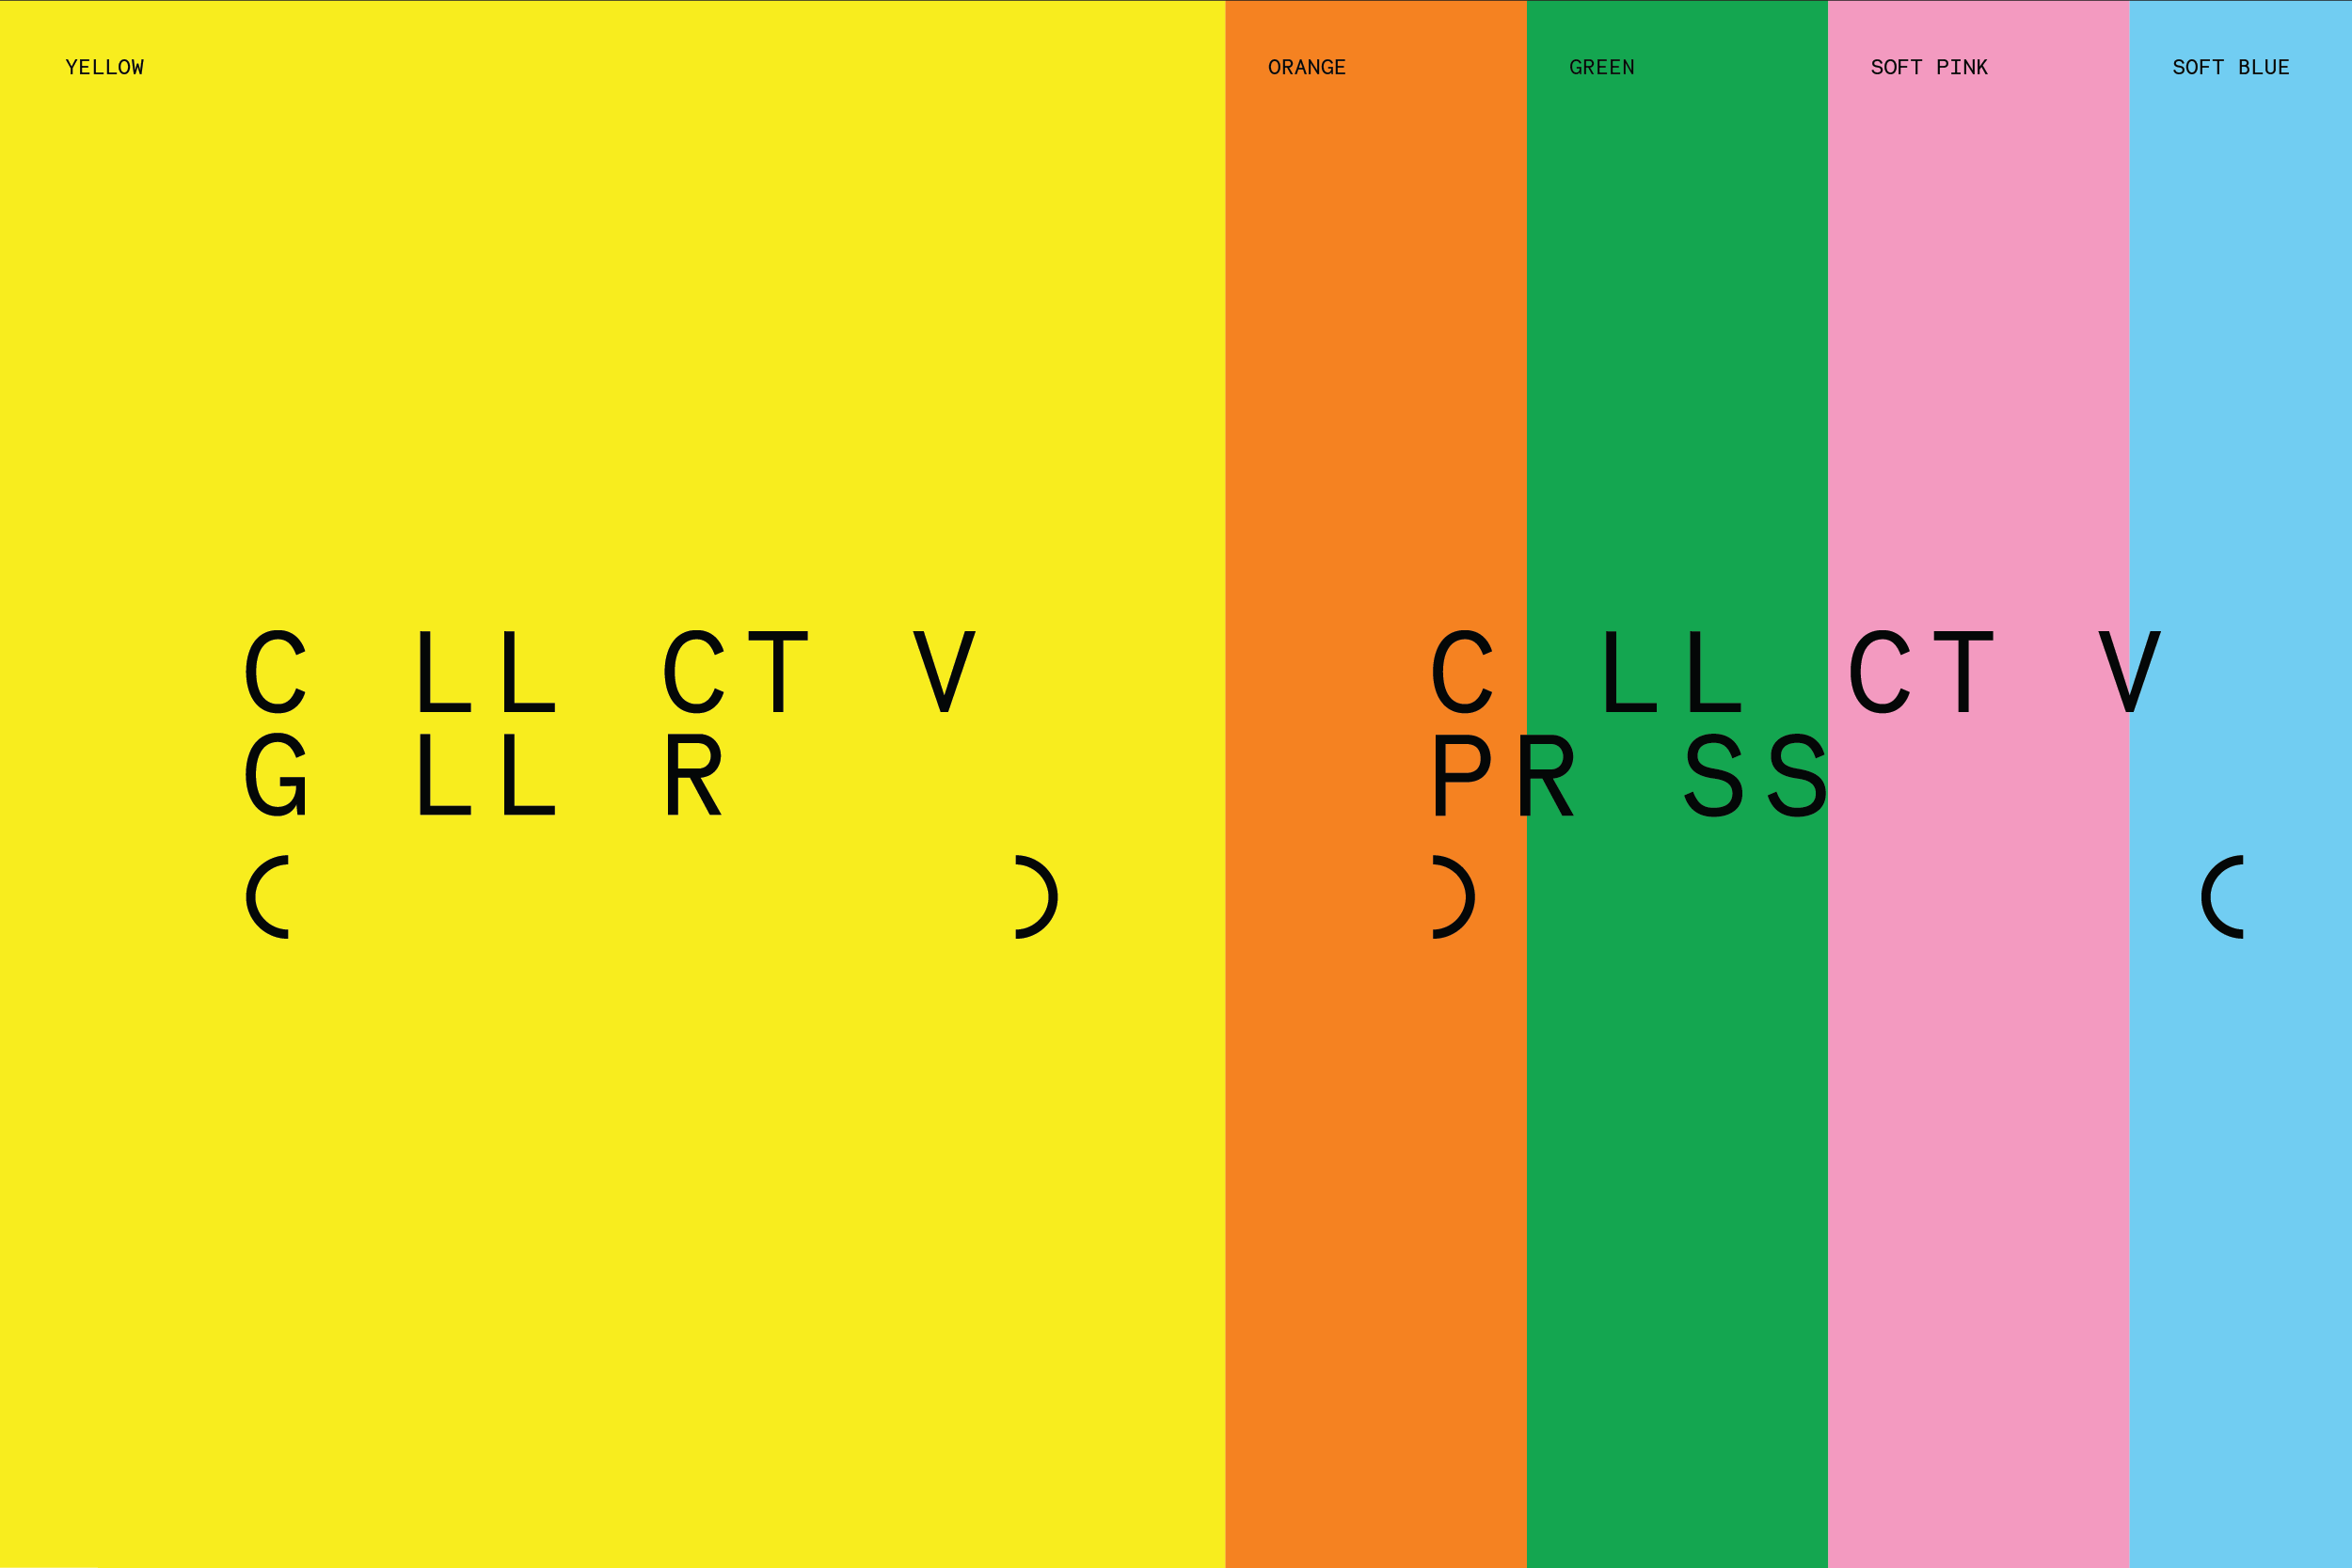 YELLOW
ORANGE
GREEN
SOFT PINK
SOFT BLUE
C LL CT V
G LL R
( )
C LL CT V
PR SS
) (